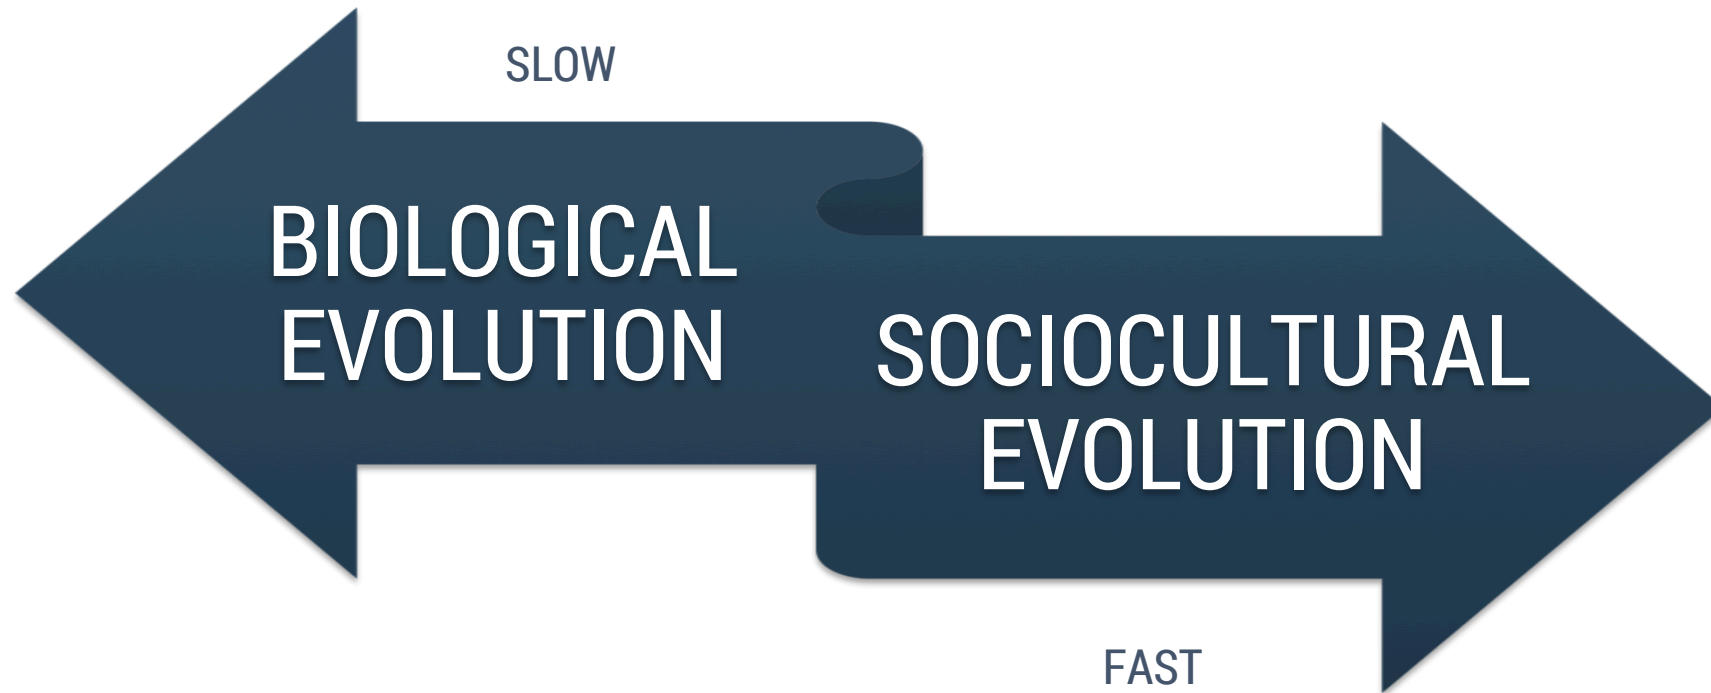 SLOW
BIOLOGICAL
EVOLUTION
SOCIOCULTURAL
EVOLUTION
FAST